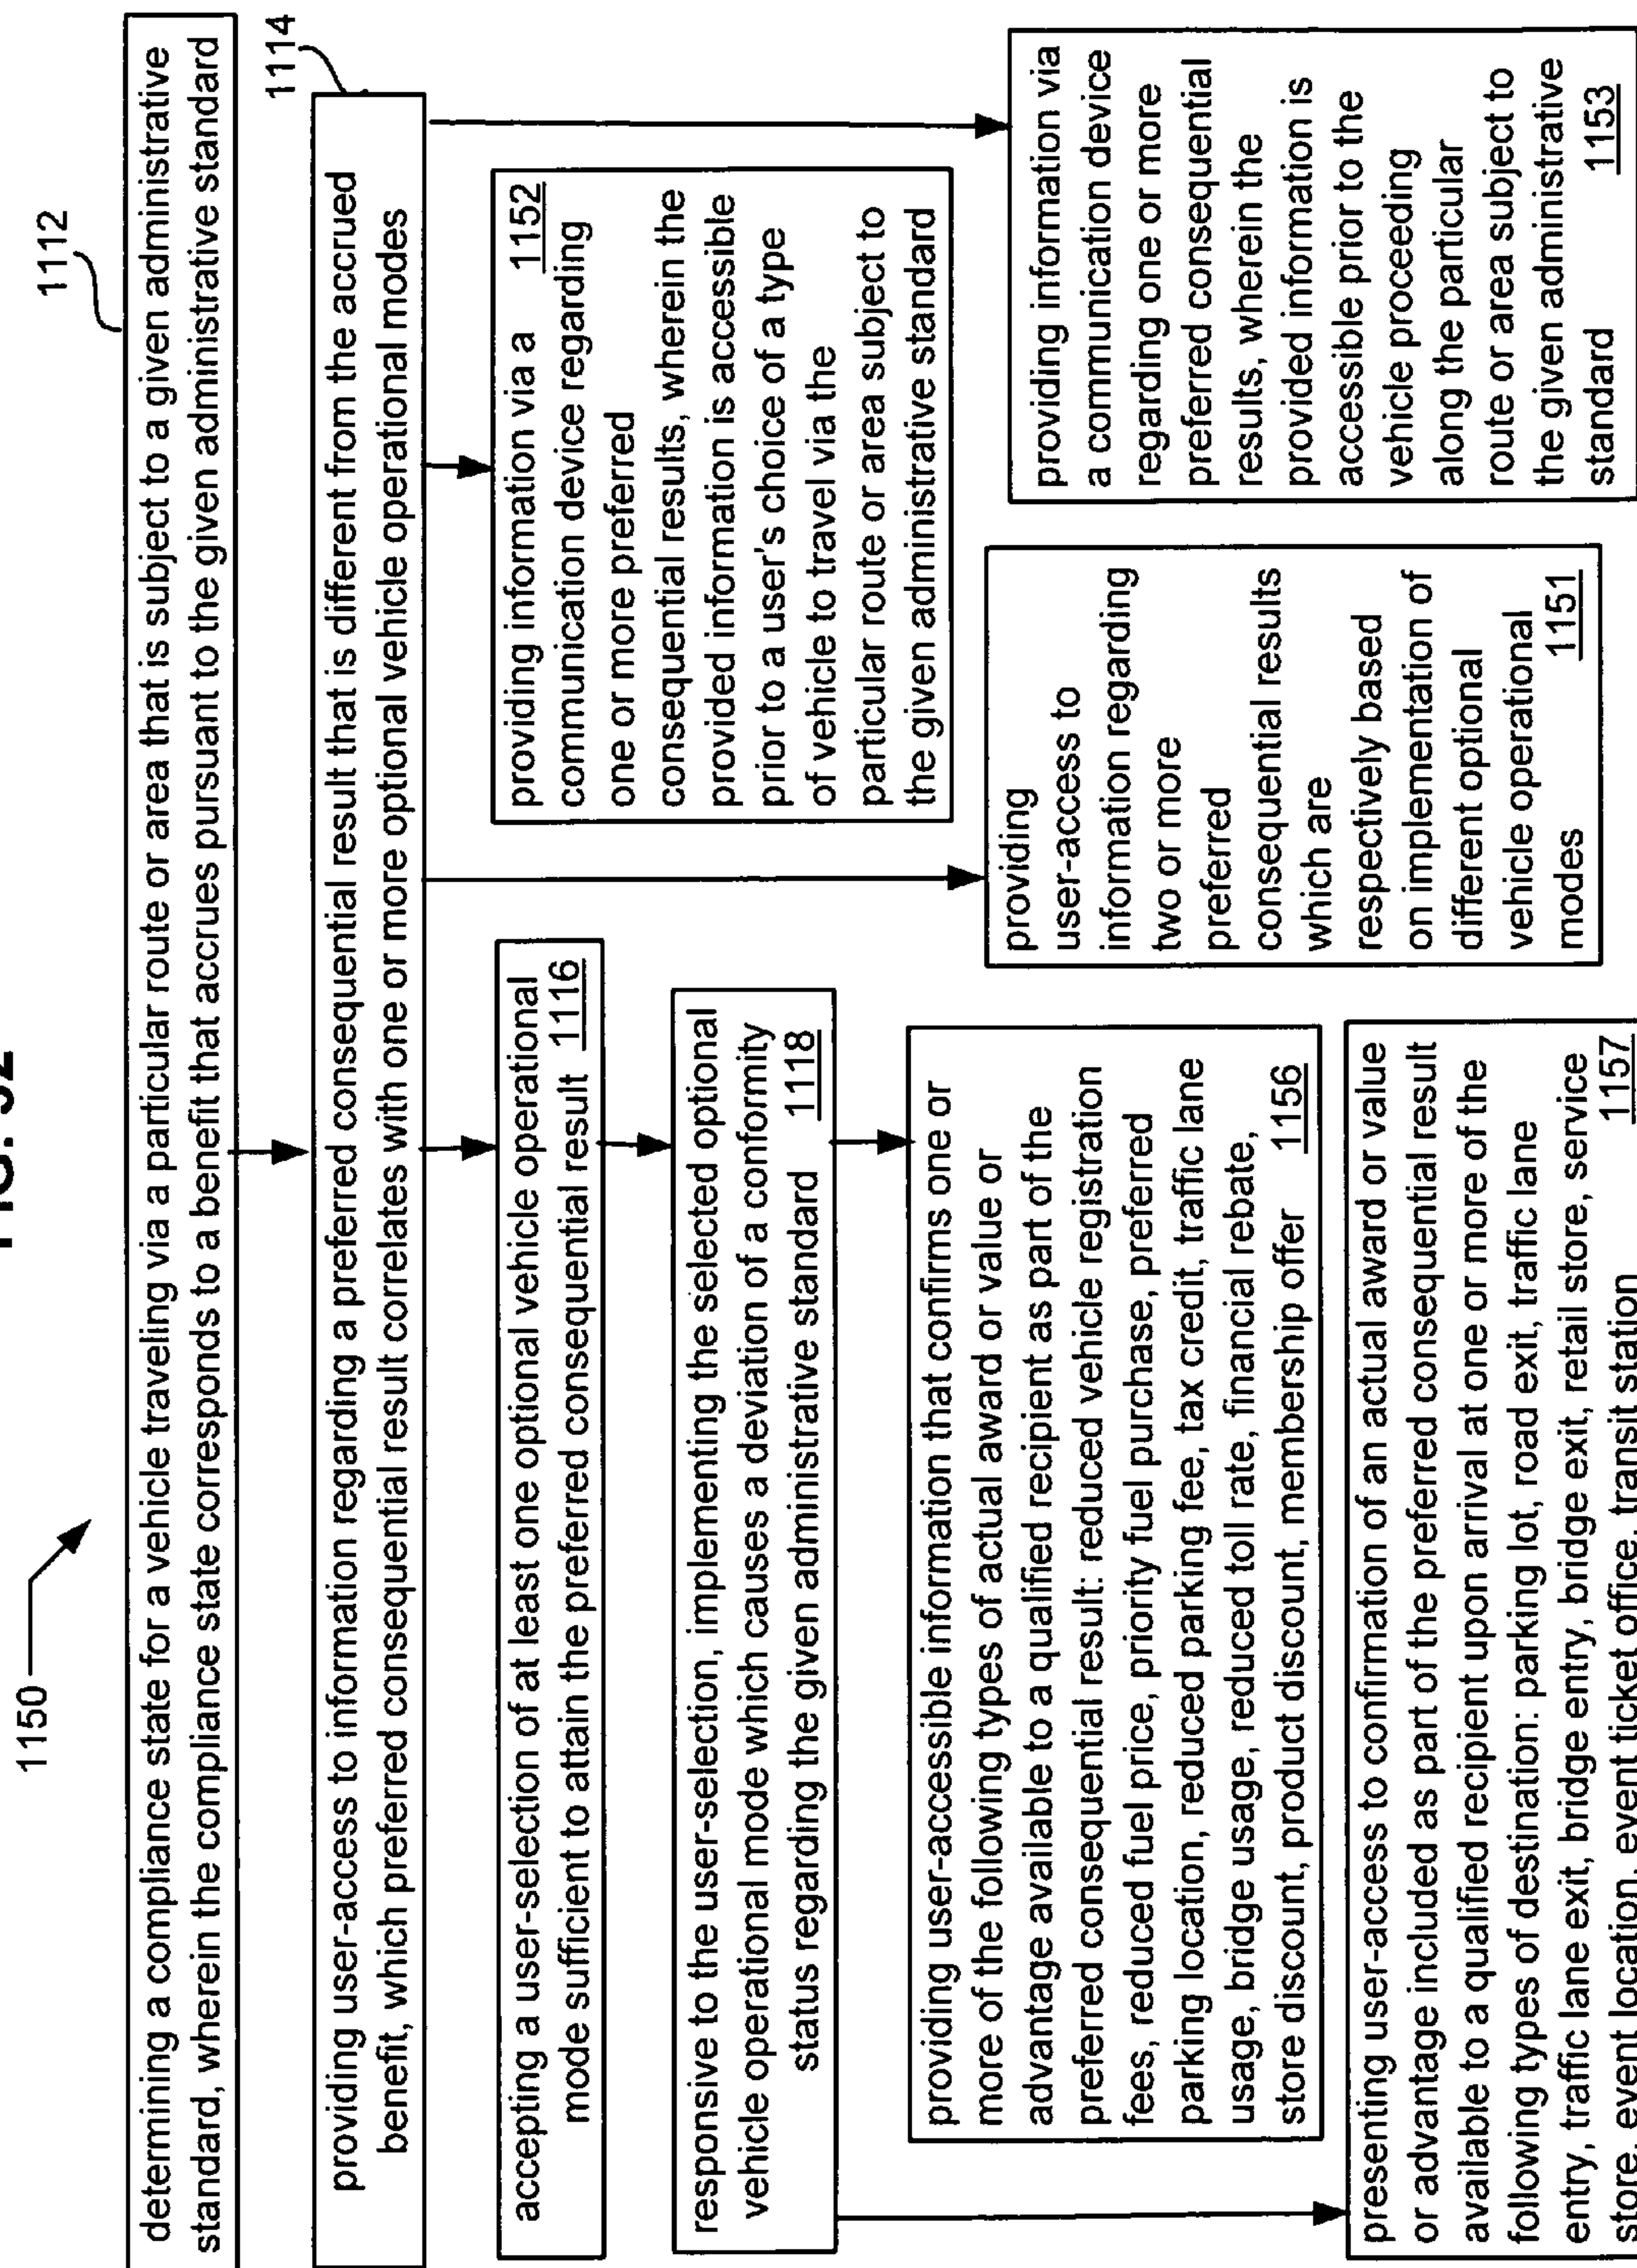 1150
1112
determining a compliance state for a vehicle traveling via a particular route or area that is subject to a given administrative
standard, wherein the compliance state corresponds to a benefit that accrues pursuant to the given administrative standard
1114
providing user-access to information regarding a preferred consequential result that is different from the accrued
benefit, which preferred consequential result correlates with one or more optional vehicle operational modes
accepting a user-selection of at least one optional vehicle operational
mode sufficient to attain the preferred consequential result 1116
responsive to the user-selection, implementing the selected optional
vehicle operational mode which causes a deviation of a conformity
status regarding the given administrative standard 1118
providing user-accessible information that confirms one or
more of the following types of actual award or value or
advantage available to a qualified recipient as part of the
preferred consequential result: reduced vehicle registration
fees, reduced fuel price, priority fuel purchase, preferred
parking location, reduced parking fee, tax credit, traffic lane
usage, bridge usage, reduced toll rate, financial rebate,
store discount, product discount, membership offer 1156
presenting user-access to confirmation of an actual award or value
or advantage included as part of the preferred consequential result
available to a qualified recipient upon arrival at one or more of the
following types of destination: parking lot, road exit, traffic lane
entry, traffic lane exit, bridge entry, bridge exit, retail store, service
store, event location, event ticket office, transit station
1157
providing information via a 1152
communication device regarding
one or more preferred
consequential results, wherein the
provided information is accessible
prior to a user's choice of a type
of vehicle to travel via the
particular route or area subject to
the given administrative standard
providing
user-access to
information regarding
two or more
preferred
consequential results
which are
respectively based
on implementation of
different optional
vehicle operational
modes 1151
providing information via
a communication device
regarding one or more
preferred consequential
results, wherein the
provided information is
accessible prior to the
vehicle proceeding
along the particular
route or area subject to
the given administrative
standard 1153